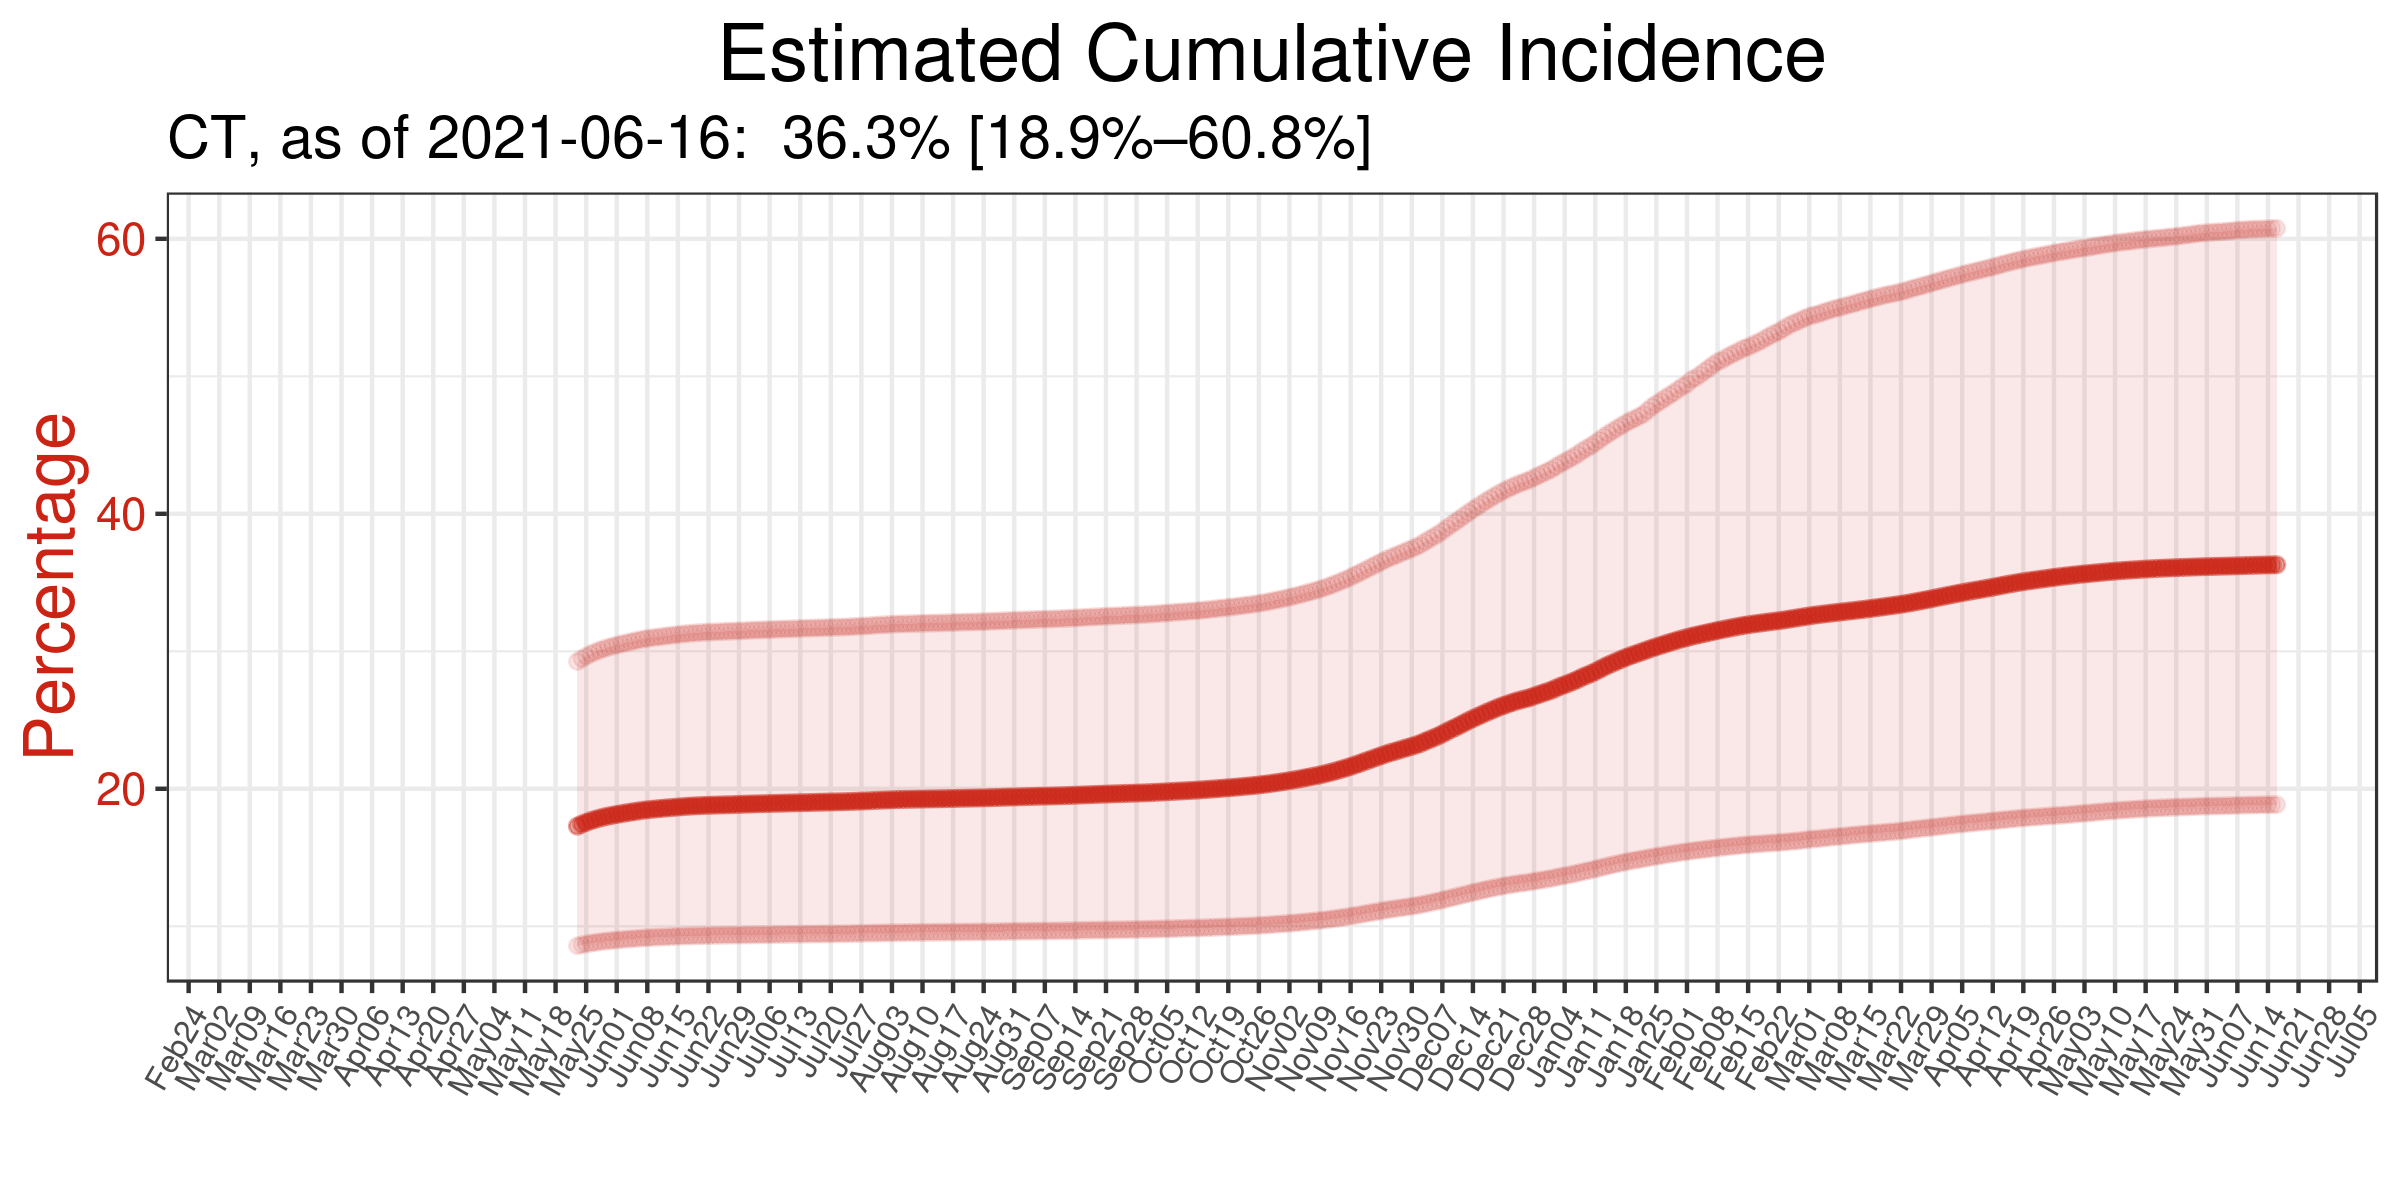 Estimated Cumulative Incidence
CT, as of 2021-06-16:  36.3% [18.9%–60.8%]
Percentage
60
40
20
Feb24
Mar02
Mar09
Mar16
Mar23
Mar30
Apr06
Apr13
Apr20
Apr27
May04
May11
May18
May25
Jun01
Jun08
Jun15
Jun22
Jun29
Jul06
Jul13
Jul20
Jul27
Aug03
Aug10
Aug17
Aug24
Aug31
Sep07
Sep14
Sep21
Sep28
Oct05
Oct12
Oct19
Oct26
Nov02
Nov09
Nov16
Nov23
Nov30
Dec07
Dec14
Dec21
Dec28
Jan04
Jan11
Jan18
Jan25
Feb01
Feb08
Feb15
Feb22
Mar01
Mar08
Mar15
Mar22
Mar29
Apr05
Apr12
Apr19
Apr26
May03
May10
May17
May24
May31
Jun07
Jun14
Jun21
Jun28
Jul05